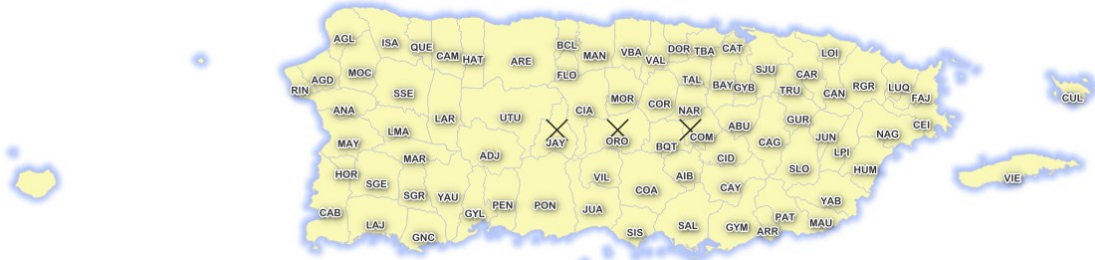 AGL ISA QUE CAM HAT ARE BCL MAN VBA VAL DOR TBA CAT LOI
RIN AGD MOC SSE FLO TAL BAY GYB SJU TRU CAR CAN RGR LUQ FAJ CUL
ANA LMA LAR UTU CIA MOR COR NAR ABU GUR JUN NAG CEI
MAY MAR ADJ JAY ORO BQT COM CID CAG LPI HUM
HOR SGE SGR YAU VIL COA AIB CAY SLO VIE
CAB LAJ GNC GYL PEN PON JUA SIS SAL GYM ARR PAT MAU YAB